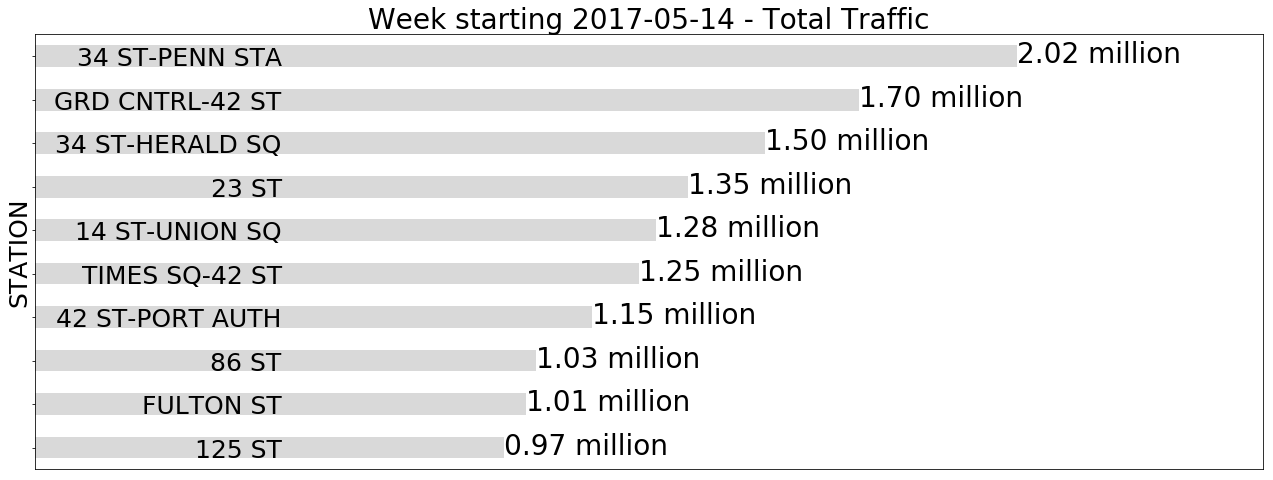 Week starting 2017-05-14 - Total Traffic
STATION
34 ST-PENN STA 2.02 million
GRD CNTRL-42 ST 1.70 million
34 ST-HERALD SQ 1.50 million
23 ST 1.35 million
14 ST-UNION SQ 1.28 million
TIMES SQ-42 ST 1.25 million
42 ST-PORT AUTH 1.15 million
86 ST 1.03 million
FULTON ST 1.01 million
125 ST 0.97 million